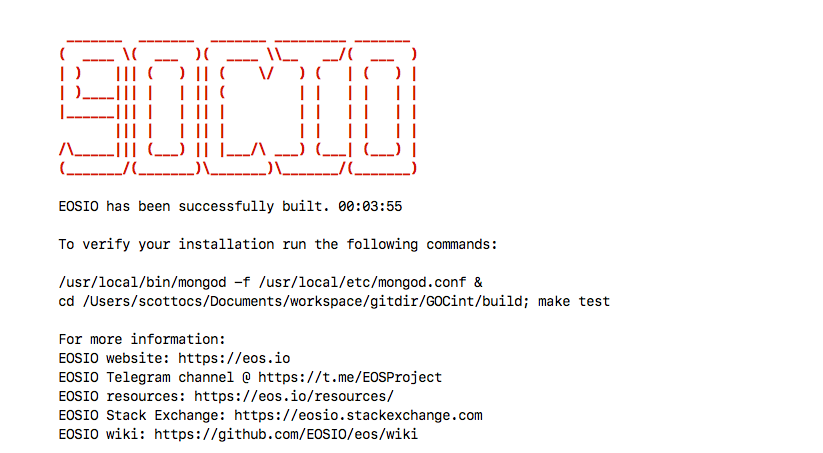 EOSIO has been successfully built. 00:03:55
To verify your installation run the following commands:
/usr/local/bin/mongod -f /usr/local/etc/mongod.conf &
cd /Users/scottocs/Documents/workspace/gitdir/GOCint/build; make test
For more information:
EOSIO website: https://eos.io
EOSIO Telegram channel @ https://t.me/EOSProject
EOSIO resources: https://eos.io/resources/
EOSIO Stack Exchange: https://eosio.stackexchange.com
EOSIO wiki: https://github.com/EOSIO/eos/wiki